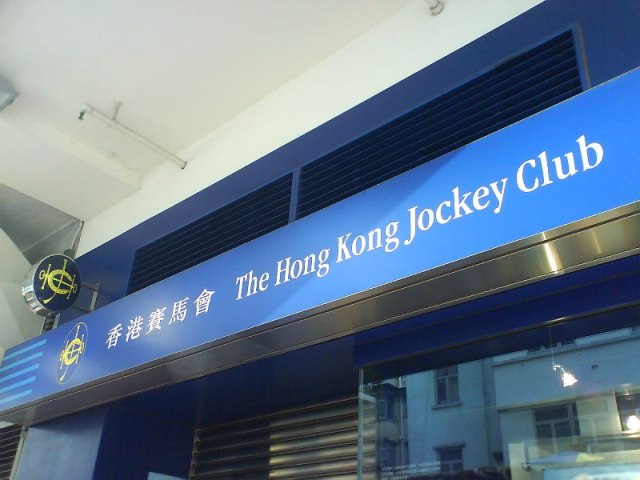 香港賽馬會 The Hong Kong Jockey Club